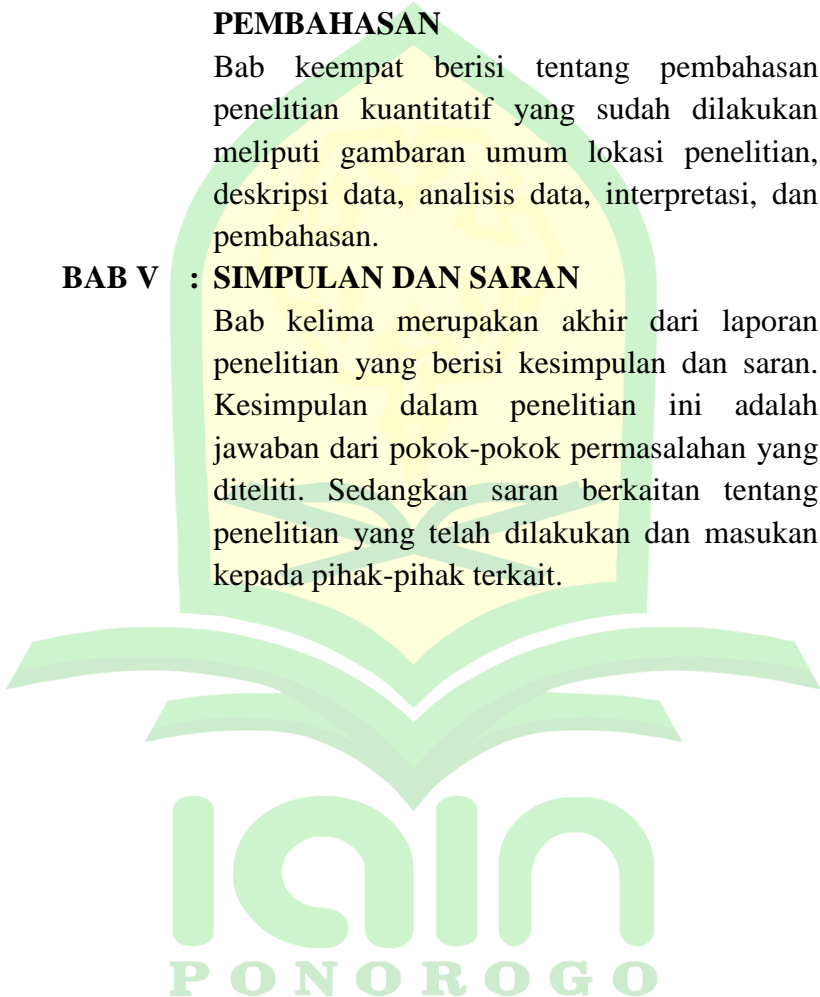 PEMBAHASAN
Bab keempat berisi tentang pembahasan
penelitian kuantitatif yang sudah dilakukan
meliputi gambaran umum lokasi penelitian,
deskripsi data, analisis data, interpretasi, dan
pembahasan.
BAB V : SIMPULAN DAN SARAN
Bab kelima merupakan akhir dari laporan
penelitian yang berisi kesimpulan dan saran.
Kesimpulan dalam penelitian ini adalah
jawaban dari pokok-pokok permasalahan yang
diteliti. Sedangkan saran berkaitan tentang
penelitian yang telah dilakukan dan masukan
kepada pihak-pihak terkait.
IAIN
PONOROGO